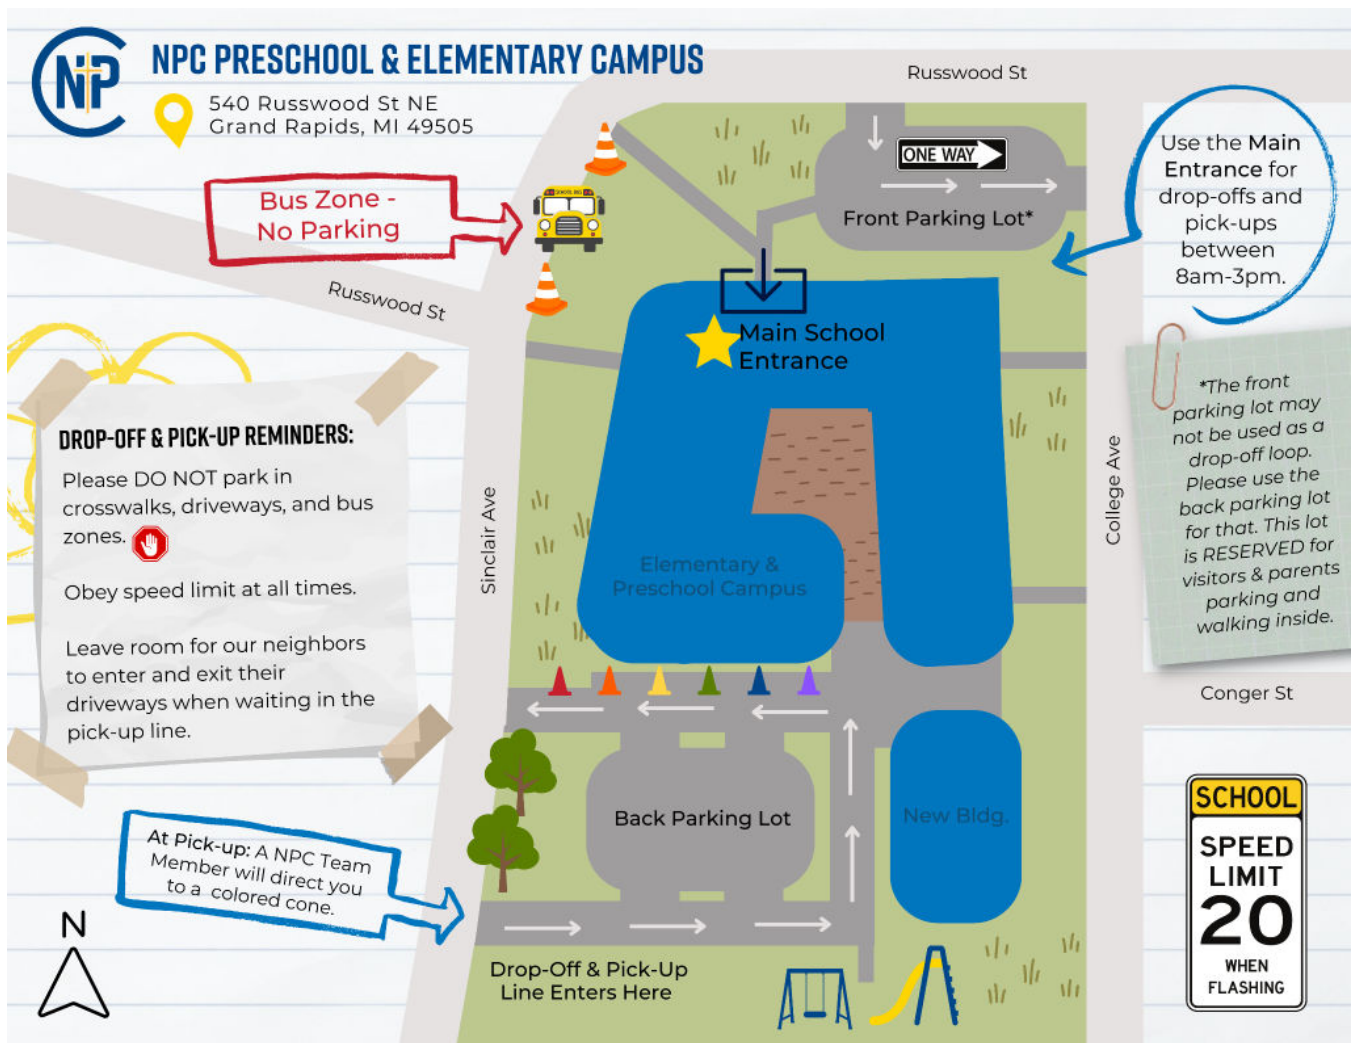 NPC
NPC PRESCHOOL & ELEMENTARY CAMPUS
540 Russwood St NE
Grand Rapids, MI 49505
Russwood St
ONE WAY
Front Parking Lot*
Use the Main
Entrance for
drop-offs and
pick-ups
between
8am-3pm.
Bus Zone -
No Parking
SCHOOL BUS
Russwood St
Main School
Entrance
*The front
parking lot may
not be used as a
drop-off loop.
Please use the
back parking lot
for that. This lot
is RESERVED for
visitors & parents
parking and
walking inside.
DROP-OFF & PICK-UP REMINDERS:
Please DO NOT park in
crosswalks, driveways, and bus
zones.
Obey speed limit at all times.
Leave room for our neighbors
to enter and exit their
driveways when waiting in the
pick-up line.
Sinclair Ave
College Ave
Elementary &
Preschool Campus
Conger St
Back Parking Lot
New Bldg.
At Pick-up: A NPC Team
Member will direct you
to a colored cone.
N
Drop-Off & Pick-Up
Line Enters Here
SCHOOL
SPEED
LIMIT
20
WHEN
FLASHING